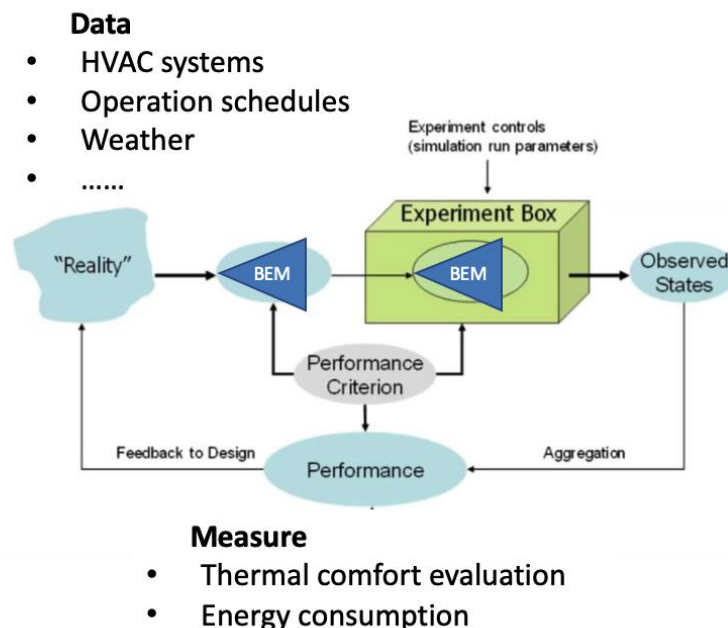 Data
• HVAC systems
• Operation schedules
• Weather
• ......
Experiment controls
(simulation run parameters)
Experiment Box
"Reality"
BEM
BEM
Observed
States
Performance
Criterion
Feedback to Design
Performance
Aggregation
Measure
• Thermal comfort evaluation
• Energy consumption